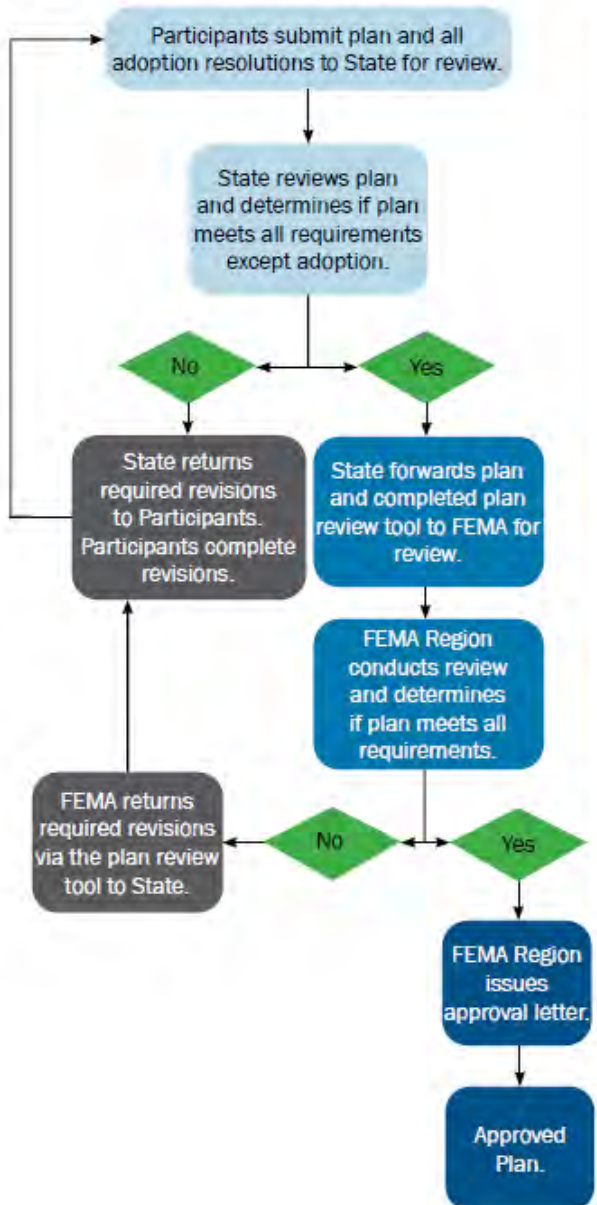 Participants submit plan and all
adoption resolutions to State for review.
State reviews plan
and determines if plan
meets all requirements
except adoption.
No
Yes
State returns
required revisions
to Participants.
Participants complete
revisions.
State forwards plan
and completed plan
review tool to FEMA for
review.
FEMA Region
conducts review
and determines
if plan meets all
requirements.
FEMA returns
required revisions
via the plan review
tool to State.
No
Yes
FEMA Region
issues
approval letter.
Approved
Plan.